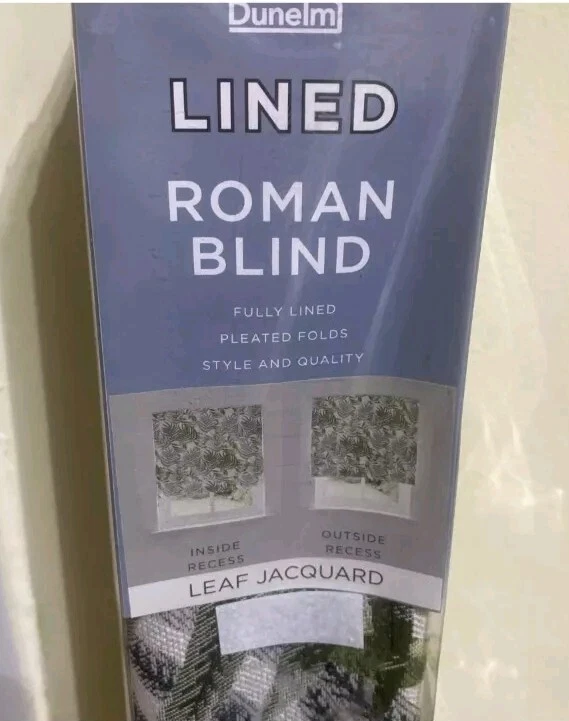 Dunelm
LINED
ROMAN
BLIND
FULLY LINED
PLEATED FOLDS
STYLE AND QUALITY
INSIDE
RECESS
OUTSIDE
RECESS
LEAF JACQUARD